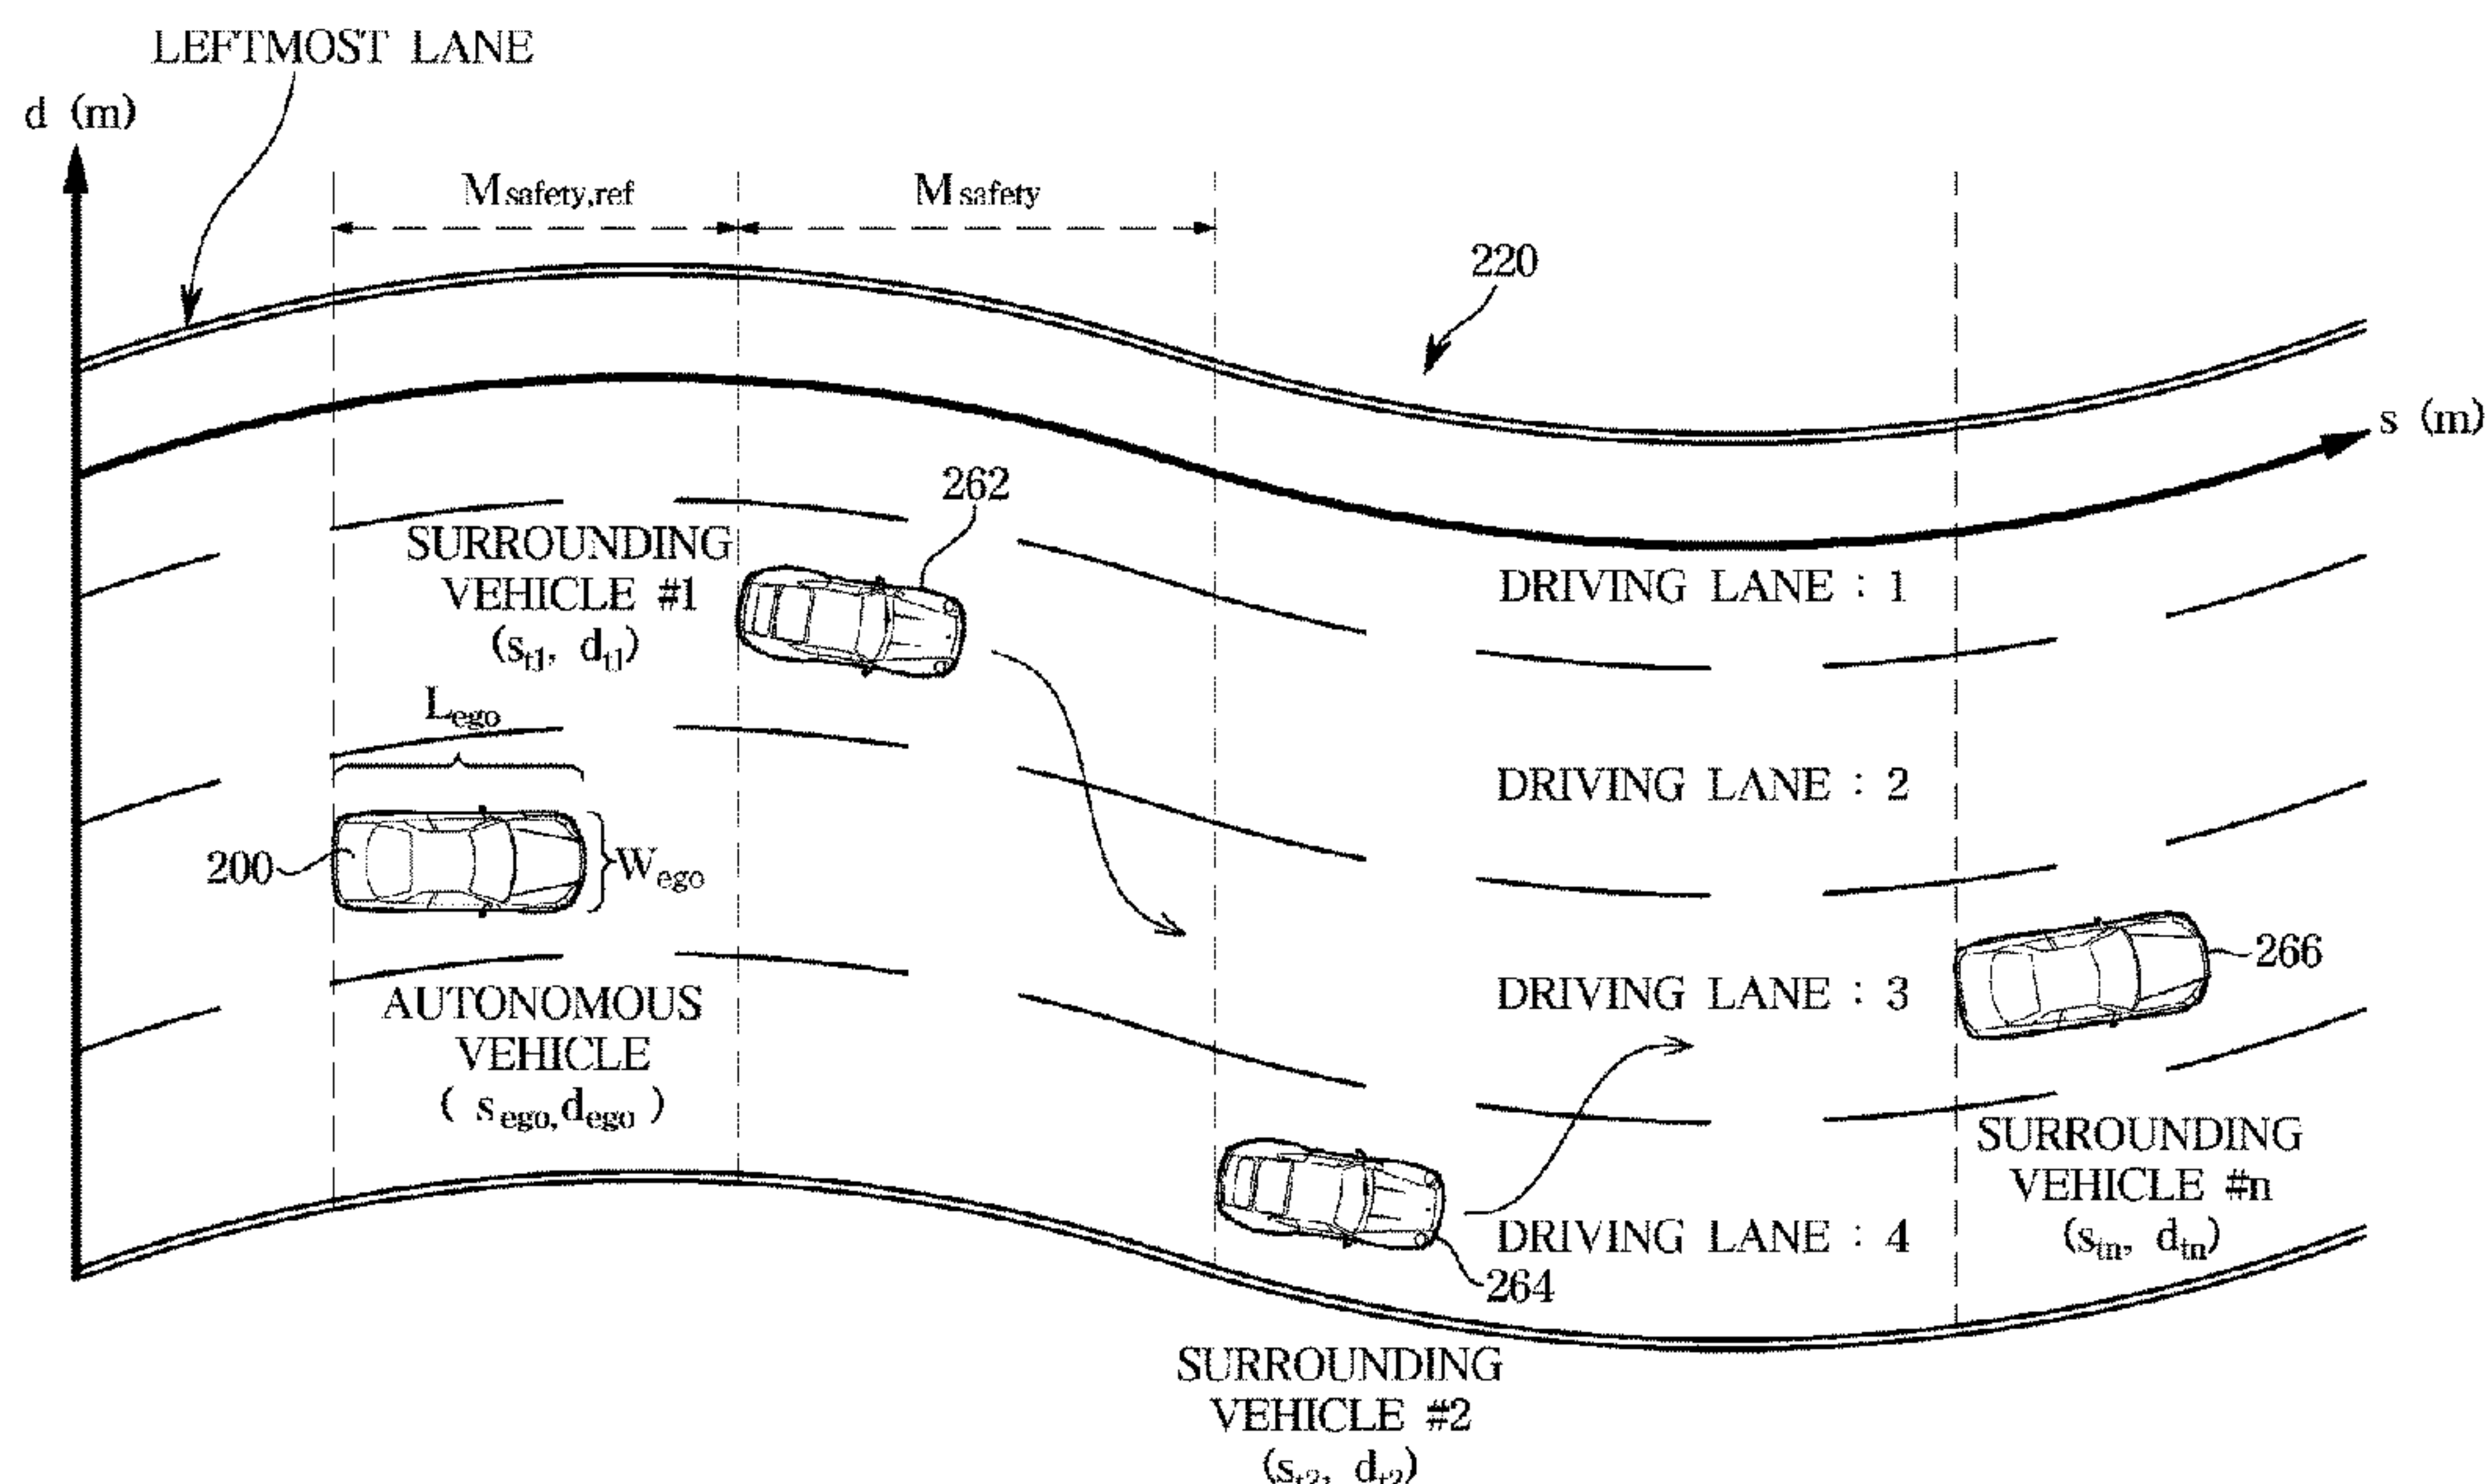 LEFTMOST LANE
d (m)
Msafety,ref
Msafety
220
s (m)
262
SURROUNDING
VEHICLE #1
(st1, dt1)
DRIVING LANE : 1
Lego
DRIVING LANE : 2
200
Wego
266
DRIVING LANE : 3
AUTONOMOUS
VEHICLE
( sego,dego )
SURROUNDING
VEHICLE #n
(stn, dtn)
DRIVING LANE : 4
264
SURROUNDING
VEHICLE #2
(st2, dt2)